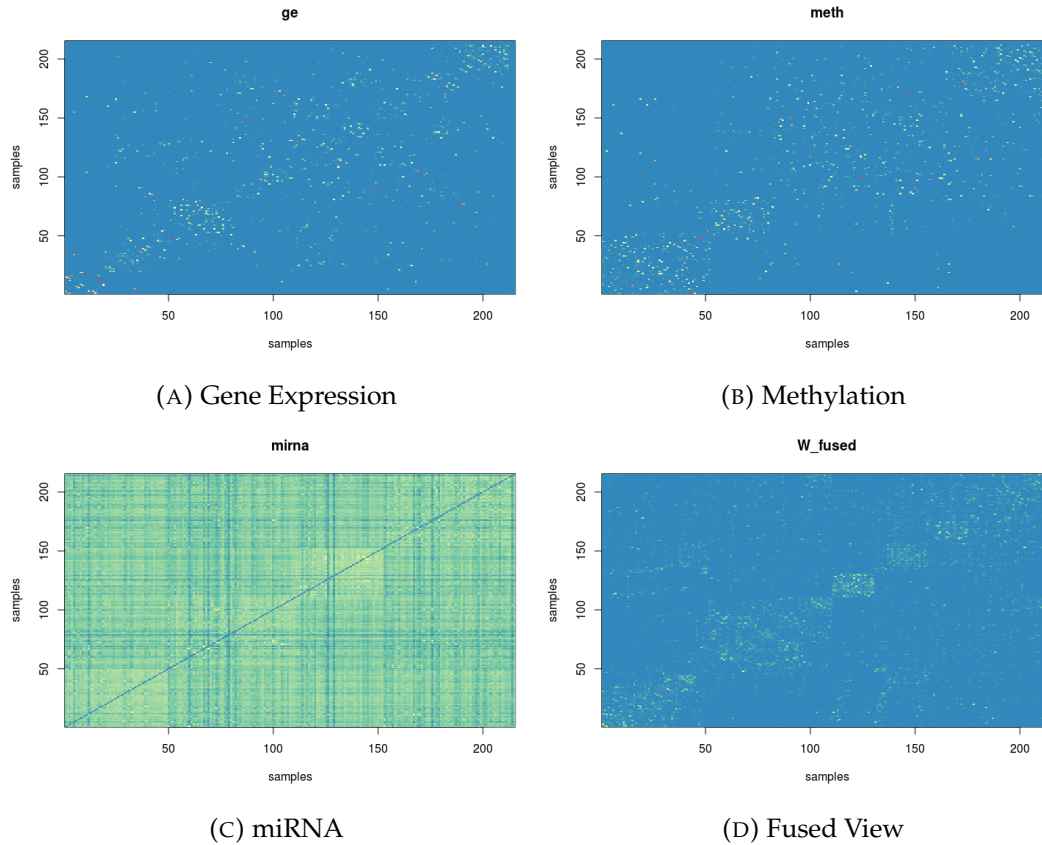 ge
samples
50 100 150 200
50 100 150 200
samples
(A) Gene Expression
meth
samples
50 100 150 200
50 100 150 200
samples
(B) Methylation
mirna
samples
50 100 150 200
50 100 150 200
samples
(C) miRNA
W_fused
samples
50 100 150 200
50 100 150 200
samples
(D) Fused View